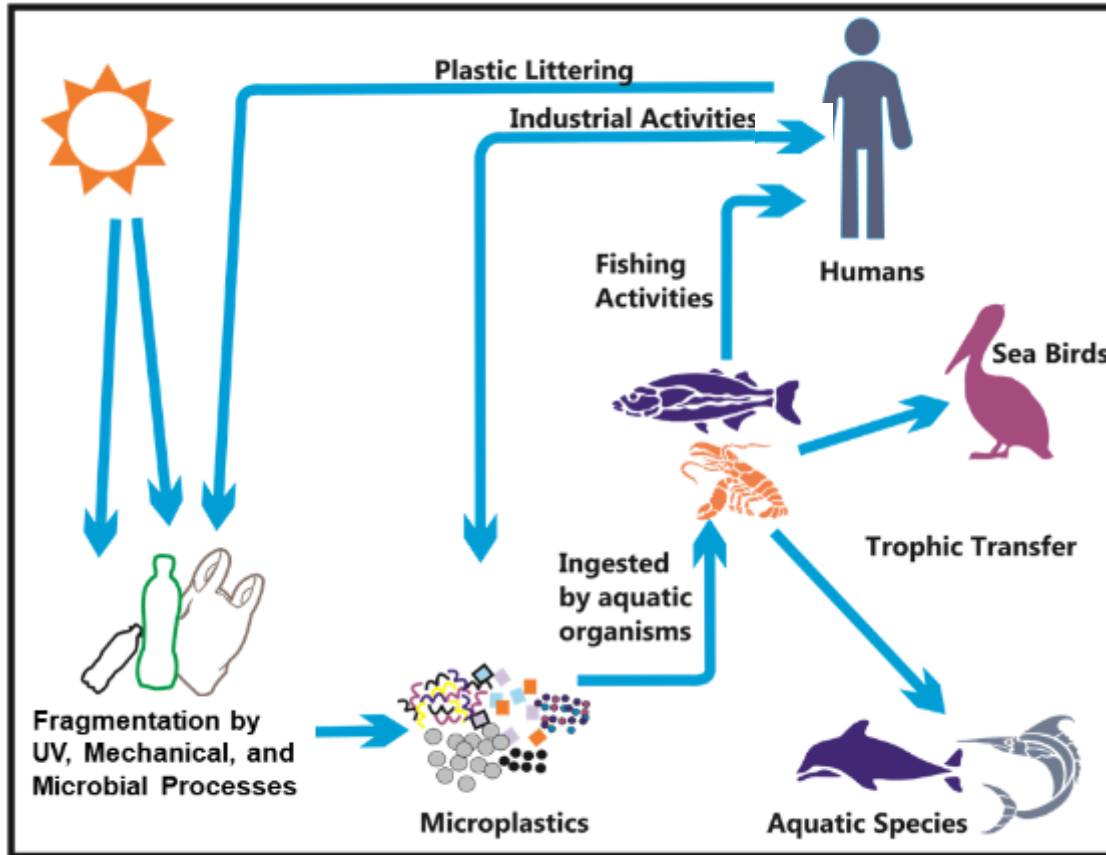 Plastic Littering
Industrial Activities
Fishing
Activities
Humans
Sea Birds
Trophic Transfer
Ingested
by aquatic
organisms
Fragmentation by
UV, Mechanical, and
Microbial Processes
Microplastics
Aquatic Species